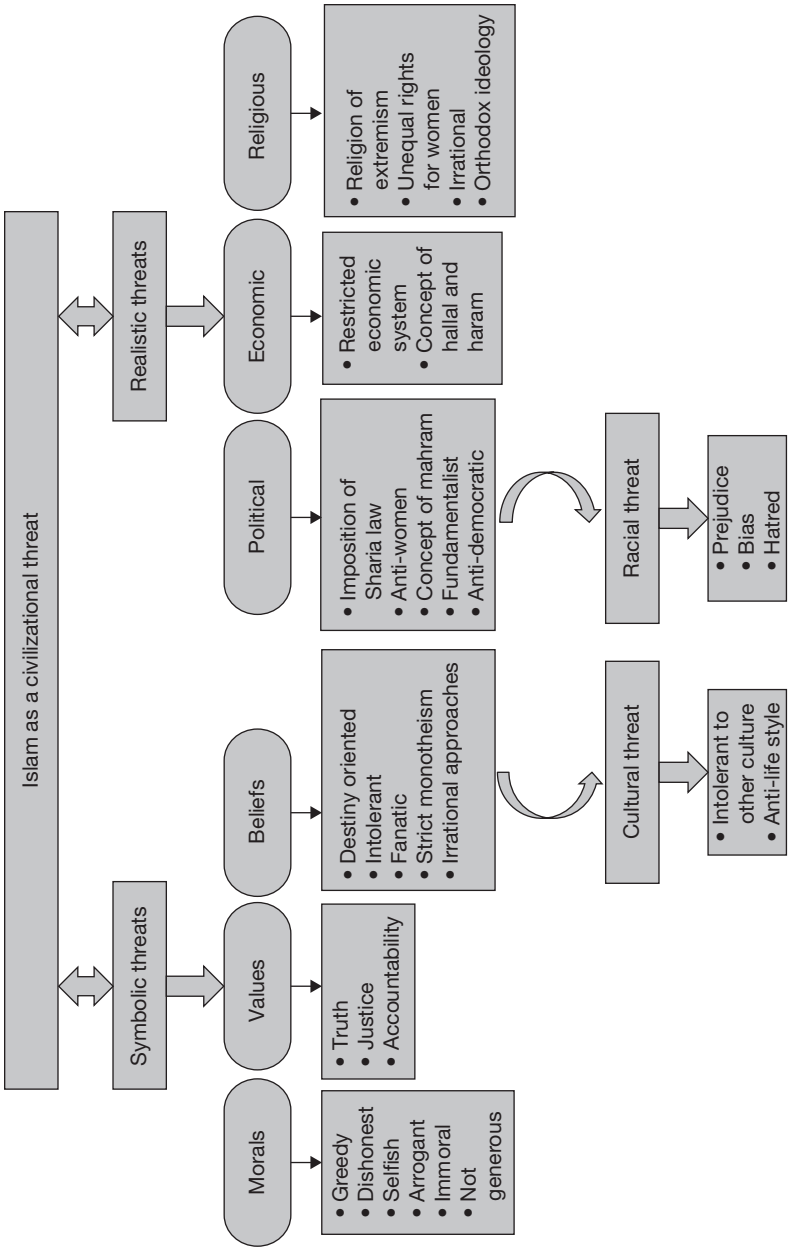 Islam as a civilizational threat
Symbolic threats
Realistic threats
Morals
Values
Beliefs
Political
Economic
Religious
• Greedy
• Dishonest
• Selfish
• Arrogant
• Immoral
• Not
generous
• Truth
• Justice
• Accountability
• Destiny oriented
• Intolerant
• Fanatic
• Strict monotheism
• Irrational approaches
• Imposition of
Sharia law
• Anti-women
• Concept of mahram
• Fundamentalist
• Anti-democratic
• Restricted
economic
system
• Concept of
hallal and
haram
• Religion of
extremism
• Unequal rights
for women
• Irrational
• Orthodox ideology
Cultural threat
Racial threat
• Intolerant to
other culture
• Anti-life style
• Prejudice
• Bias
• Hatred